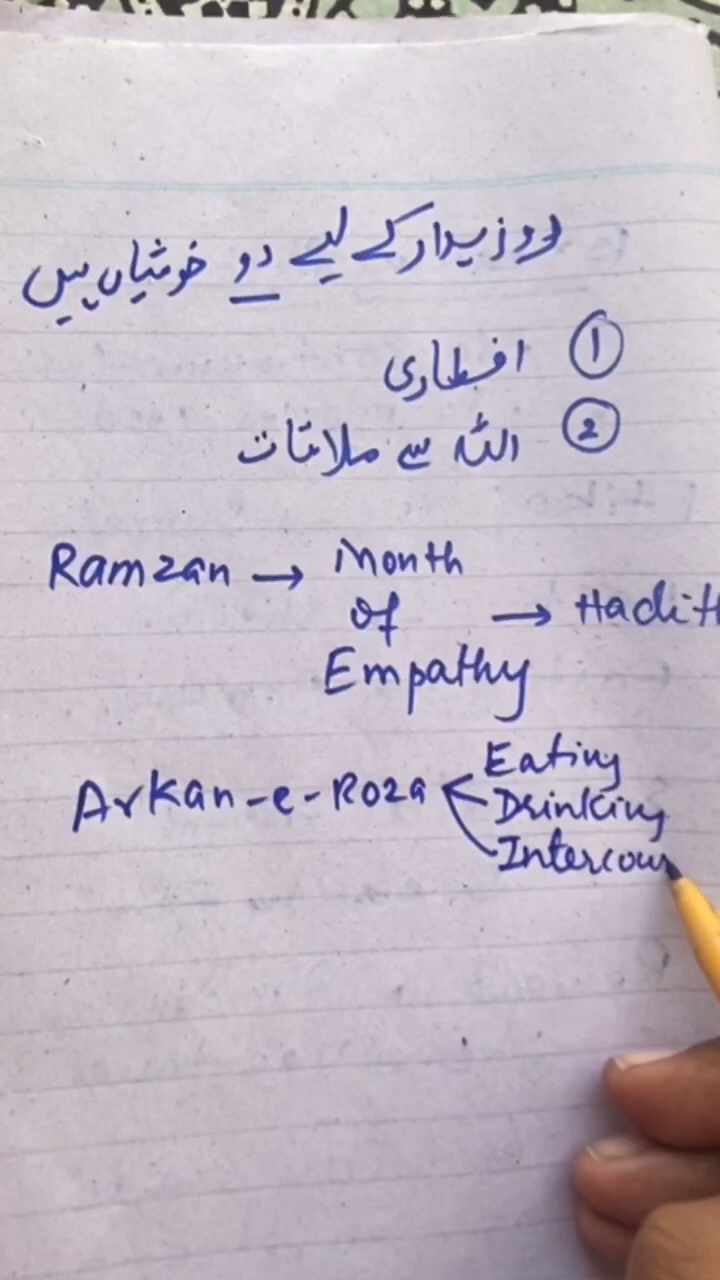 روزیدار کے لیے دو خوشیاں ہیں
① افطاری
② اللہ سے ملاقات
Ramzan → Month of Empathy → Hadith
Arkan-e-Roza
Eating
Drinking
Intercour